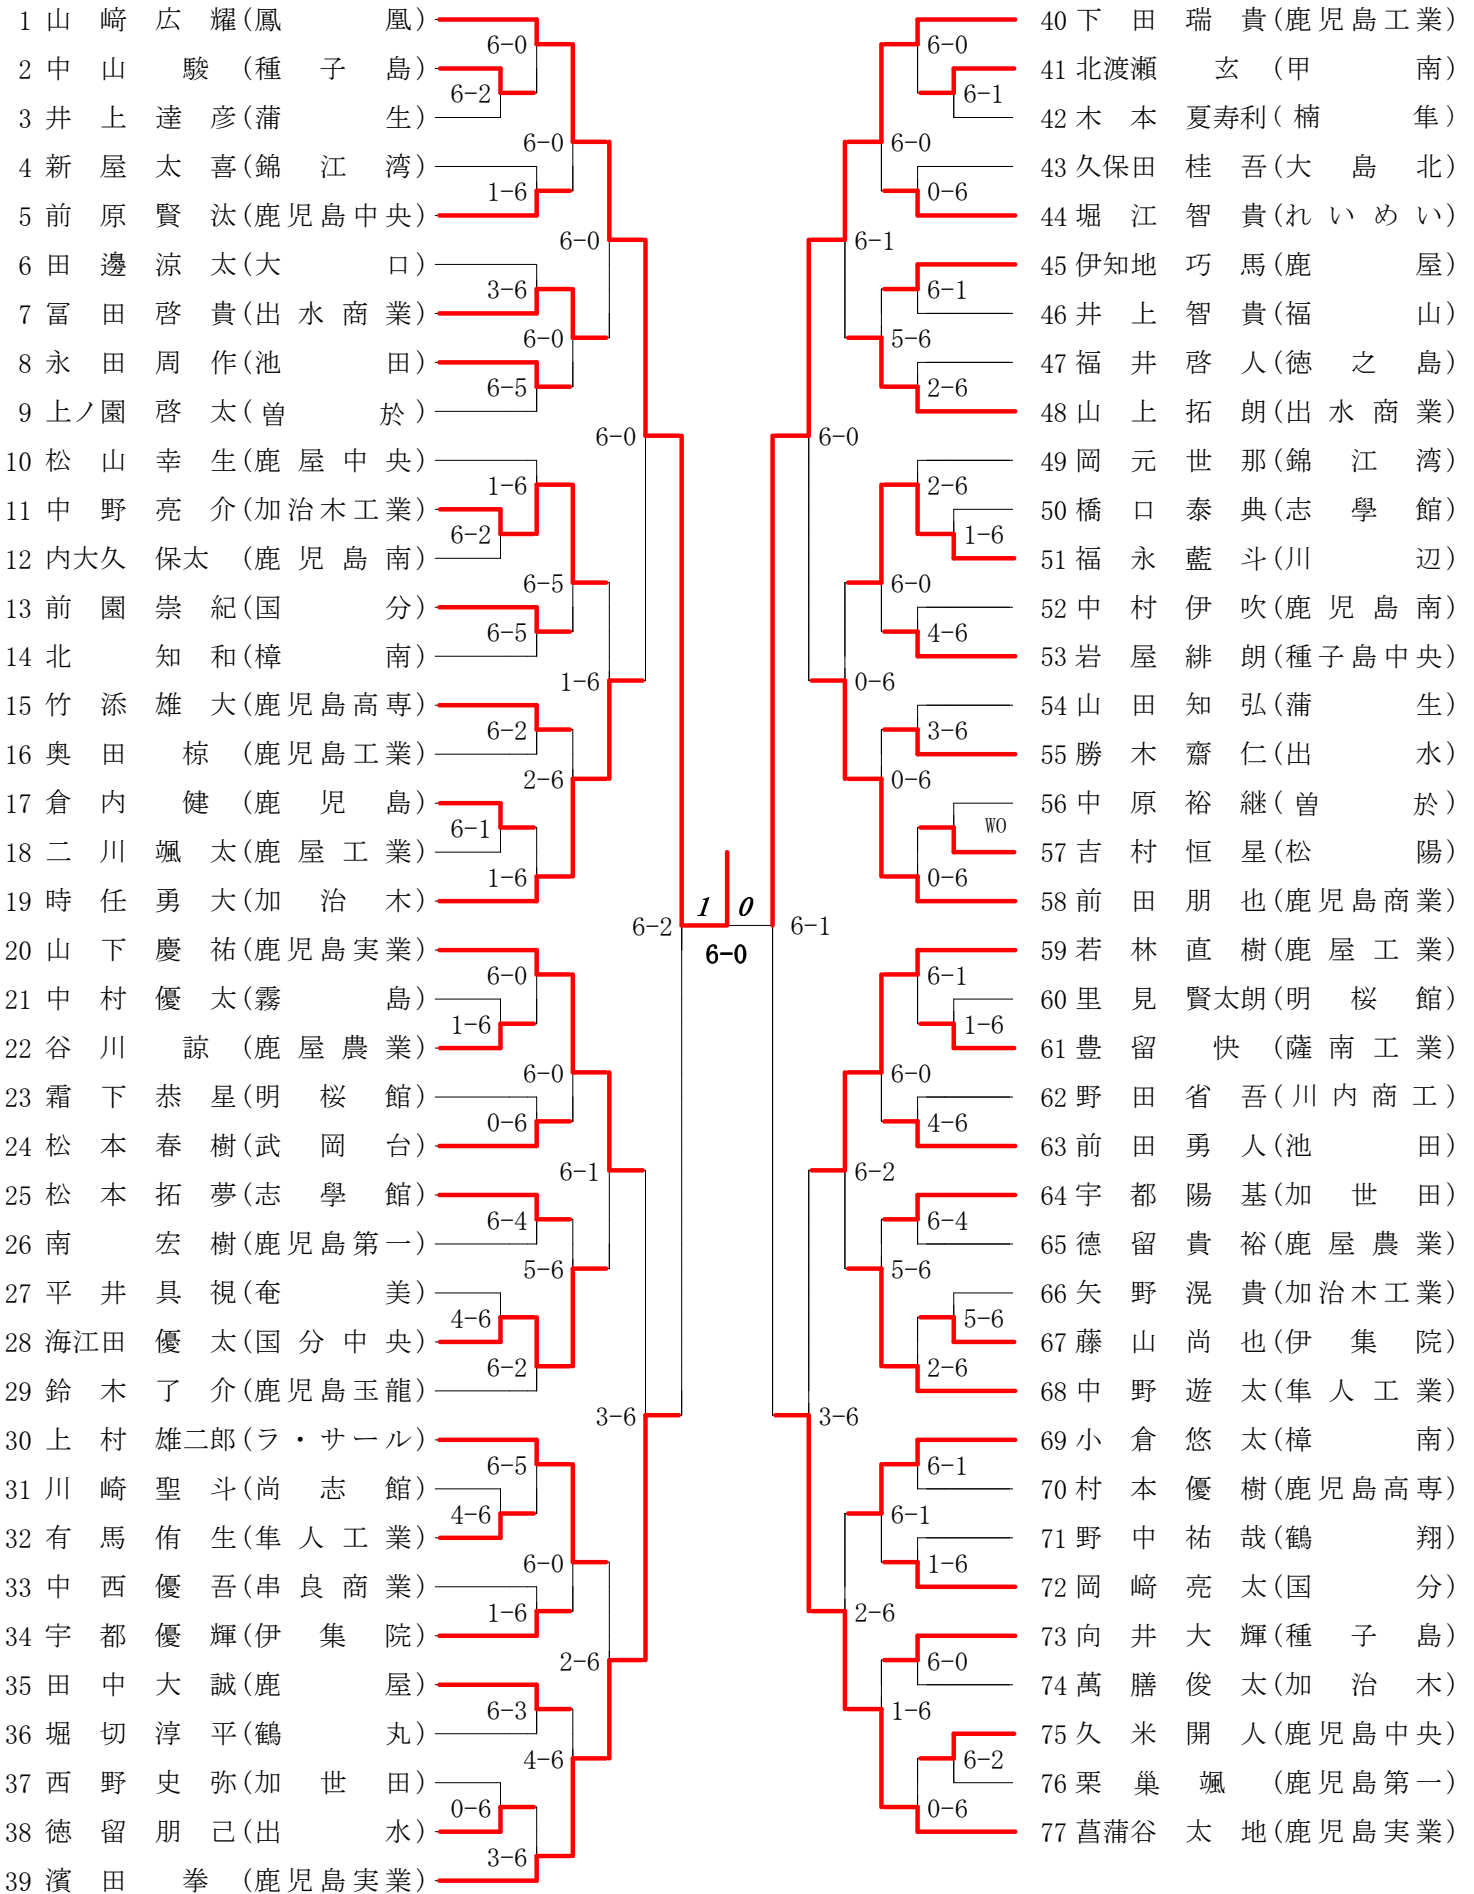 1 山﨑広耀(鳳凰)
2 中山駿(種子島)
3 井上達彦(蒲生)
4 新屋太喜(錦江湾)
5 前原賢汰(鹿児島中央)
6 田邊涼太(大口)
7 冨田啓貴(出水商業)
8 永田周作(池田)
9 上ノ園啓太(曽於)
10 松山幸生(鹿屋中央)
11 中野亮介(加治木工業)
12 内大久保太(鹿児島南)
13 前園崇紀(国分)
14 北知和(樟南)
15 竹添雄大(鹿児島高専)
16 奥田椋(鹿児島工業)
17 倉内健(鹿児島)
18 二川颯太(鹿屋工業)
19 時任勇大(加治木)
20 山下慶祐(鹿児島実業)
21 中村優太(霧島)
22 谷川諒(鹿屋農業)
23 霜下恭星(明桜館)
24 松本春樹(武岡台)
25 松本拓夢(志學館)
26 南宏樹(鹿児島第一)
27 平井具視(奄美)
28 海江田優太(国分中央)
29 鈴木了介(鹿児島玉龍)
30 上村雄二郎(ラ・サール)
31 川崎聖斗(尚志館)
32 有馬侑生(隼人工業)
33 中西優吾(串良商業)
34 宇都優輝(伊集院)
35 田中大誠(鹿屋)
36 堀切淳平(鶴丸)
37 西野史弥(加世田)
38 徳留朋己(出水)
39 濱田拳(鹿児島実業)
6-0
6-2
1-6
3-6
6-5
1-6
6-2
6-5
6-2
6-1
1-6
6-0
1-6
0-6
6-4
4-6
6-2
6-5
4-6
1-6
6-3
0-6
3-6
6-0
6-0
6-5
2-6
6-0
5-6
6-0
4-6
6-0
1-6
6-1
2-6
6-0
3-6
6-2
1 0
6-0
6-1
6-0
3-6
6-1
0-6
6-2
2-6
6-0
5-6
6-0
0-6
6-0
5-6
6-1
1-6
6-0
6-1
0-6
6-1
2-6
2-6
1-6
4-6
3-6
WO
0-6
6-1
1-6
4-6
6-4
5-6
2-6
6-1
1-6
6-0
6-2
0-6
40 下田瑞貴(鹿児島工業)
41 北渡瀬玄(甲南)
42 木本夏寿利(楠隼)
43 久保田桂吾(大島北)
44 堀江智貴(れいめい)
45 伊知地巧馬(鹿屋)
46 井上智貴(福山)
47 福井啓人(徳之島)
48 山上拓朗(出水商業)
49 岡元世那(錦江湾)
50 橋口泰典(志學館)
51 福永藍斗(川辺)
52 中村伊吹(鹿児島南)
53 岩屋緋朗(種子島中央)
54 山田知弘(蒲生)
55 勝木齋仁(出水)
56 中原裕継(曽於)
57 吉村恒星(松陽)
58 前田朋也(鹿児島商業)
59 若林直樹(鹿屋工業)
60 里見賢太朗(明桜館)
61 豊留快(薩南工業)
62 野田省吾(川内商工)
63 前田勇人(池田)
64 宇都陽基(加世田)
65 德留貴裕(鹿屋農業)
66 矢野滉貴(加治木工業)
67 藤山尚也(伊集院)
68 中野遊太(隼人工業)
69 小倉悠太(樟南)
70 村本優樹(鹿児島高専)
71 野中祐哉(鶴翔)
72 岡﨑亮太(国分)
73 向井大輝(種子島)
74 萬膳俊太(加治木)
75 久米開人(鹿児島中央)
76 栗巣颯(鹿児島第一)
77 菖蒲谷太地(鹿児島実業)